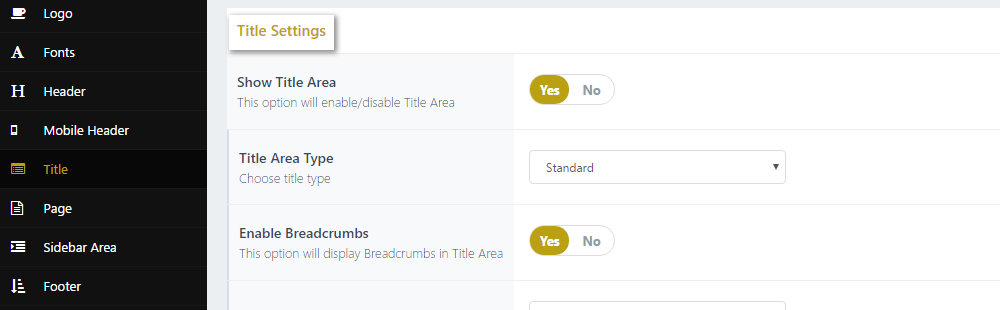 Logo
Fonts
Header
Mobile Header
Title
Page
Sidebar Area
Footer
Title Settings
Show Title Area
This option will enable/disable Title Area
Yes No
Title Area Type
Choose title type
Standard
Enable Breadcrumbs
This option will display Breadcrumbs in Title Area
Yes No